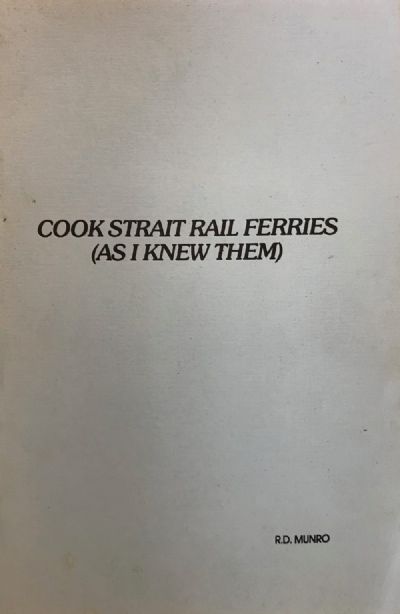 COOK STRAIT RAIL FERRIES
(AS I KNEW THEM)
R.D. MUNRO